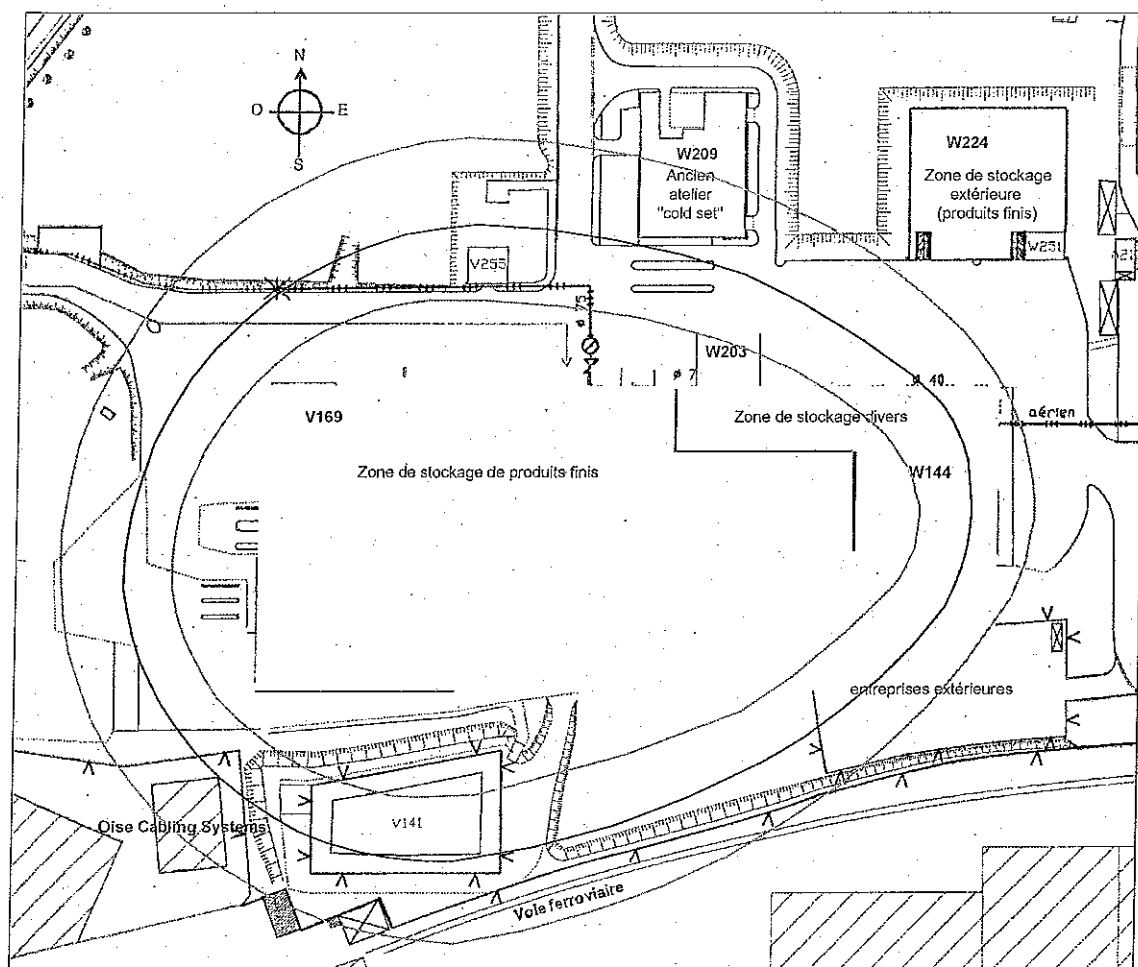 N
O E
S
W209
Ancien
atelier
"cold set"
W224
Zone de stockage
extérieure
(produits finis)
W251
V255
ø 75
W203
ø 7
ø 40
aérien
V169
Zone de stockage divers
Zone de stockage de produits finis
W144
entreprises extérieures
Oise Cabling Systems
V141
Voie ferroviaire